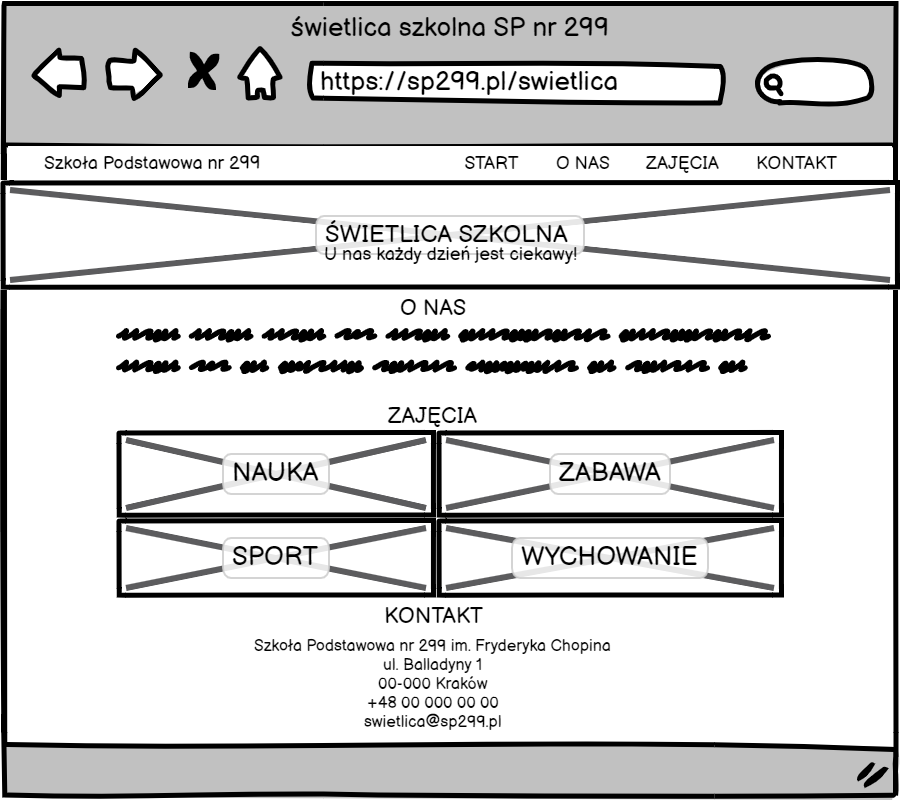 świetlica szkolna SP nr 299
https://sp299.pl/swietlica
Szkoła Podstawowa nr 299 START O NAS ZAJĘCIA KONTAKT
ŚWIETLICA SZKOLNA
U nas każdy dzień jest ciekawy!
O NAS
ZAJĘCIA
NAUKA ZABAWA
SPORT WYCHOWANIE
KONTAKT
Szkoła Podstawowa nr 299 im. Fryderyka Chopina
ul. Balladyny 1
00-000 Kraków
+48 00 000 00 00
swietlica@sp299.pl